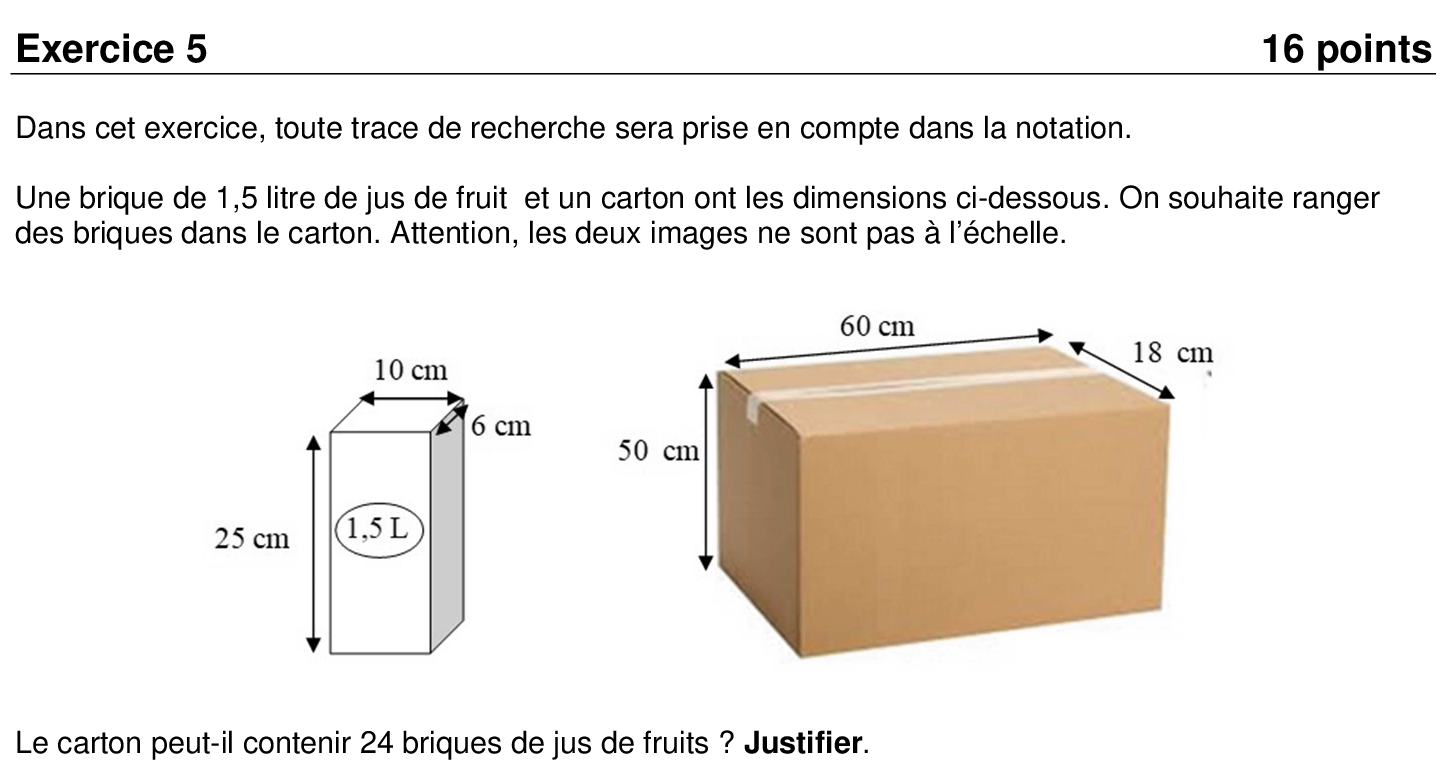 Exercice 5 16 points
Dans cet exercice, toute trace de recherche sera prise en compte dans la notation.
Une brique de 1,5 litre de jus de fruit et un carton ont les dimensions ci-dessous. On souhaite ranger
des briques dans le carton. Attention, les deux images ne sont pas à l'échelle.
60 cm
18 cm
10 cm
6 cm
50 cm
1,5 L
25 cm
Le carton peut-il contenir 24 briques de jus de fruits ? Justifier.